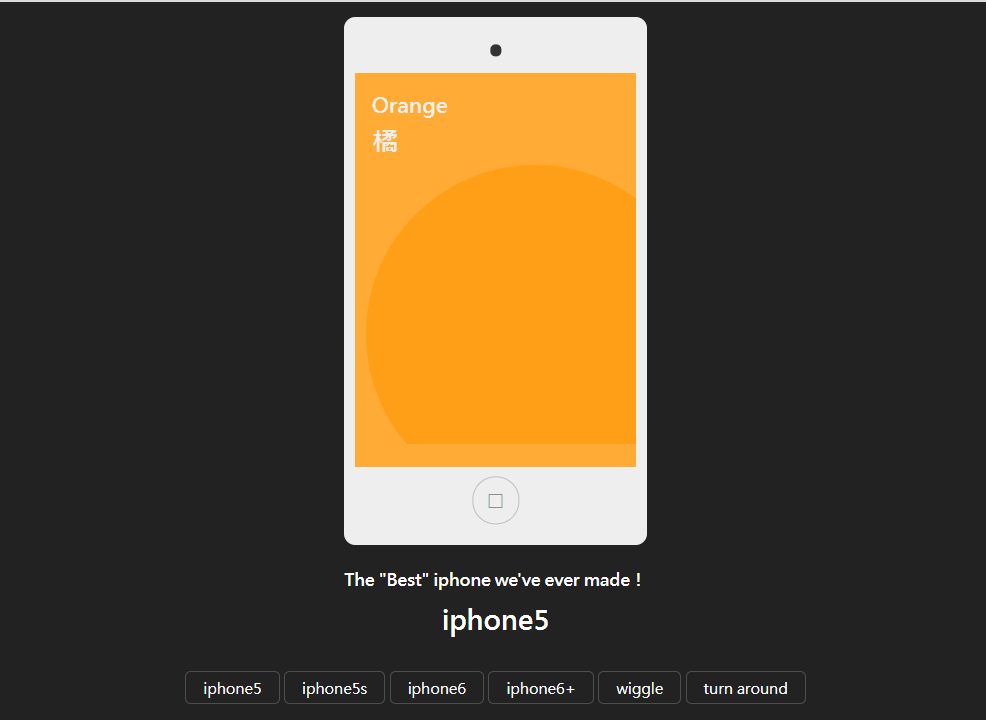 Orange
橘
The "Best" iphone we've ever made！
iphone5
iphone5 iphone5s iphone6 iphone6+ wiggle turn around